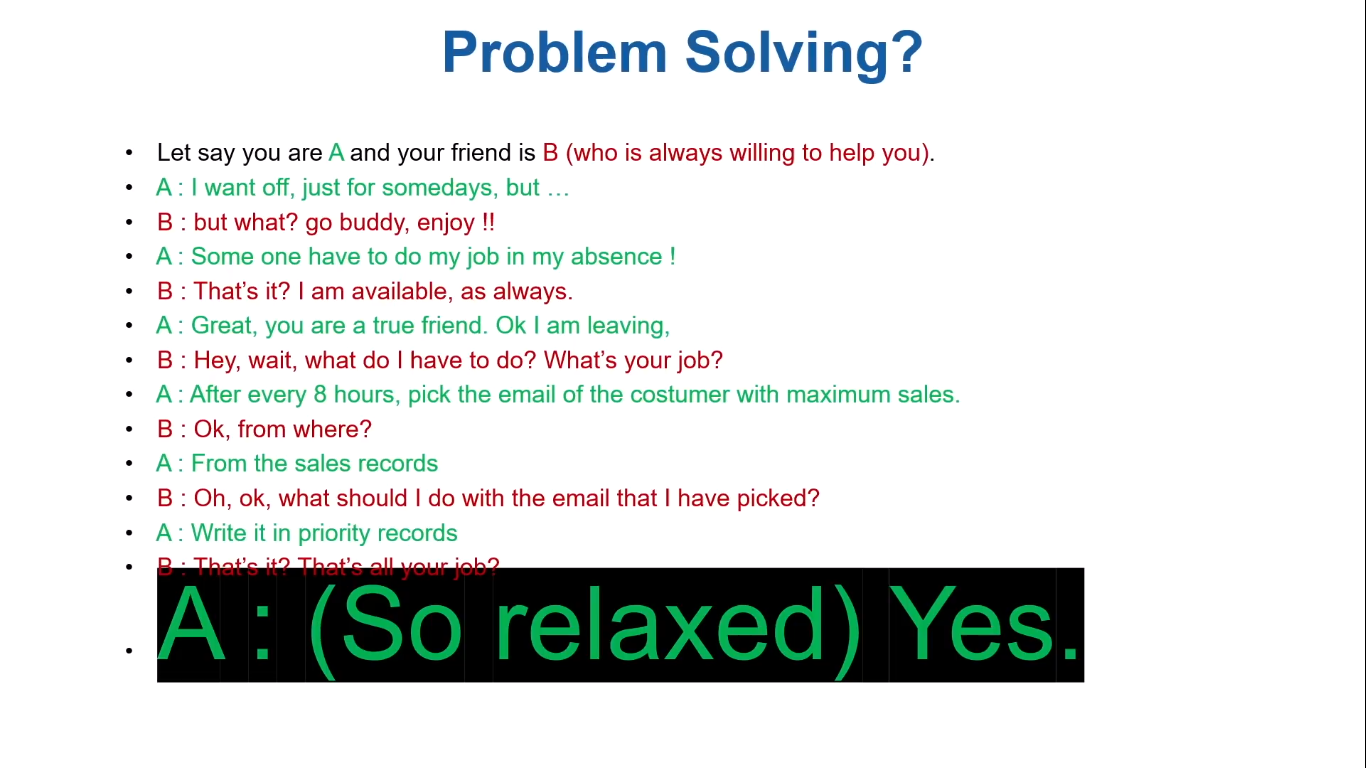 Problem Solving?
• Let say you are A and your friend is B (who is always willing to help you).
• A : I want off, just for somedays, but …
• B : but what? go buddy, enjoy !!
• A : Some one have to do my job in my absence !
• B : That’s it? I am available, as always.
• A : Great, you are a true friend. Ok I am leaving,
• B : Hey, wait, what do I have to do? What’s your job?
• A : After every 8 hours, pick the email of the costumer with maximum sales.
• B : Ok, from where?
• A : From the sales records
• B : Oh, ok, what should I do with the email that I have picked?
• A : Write it in priority records
• B : That’s it? That’s all your job?
• A : (So relaxed) Yes.